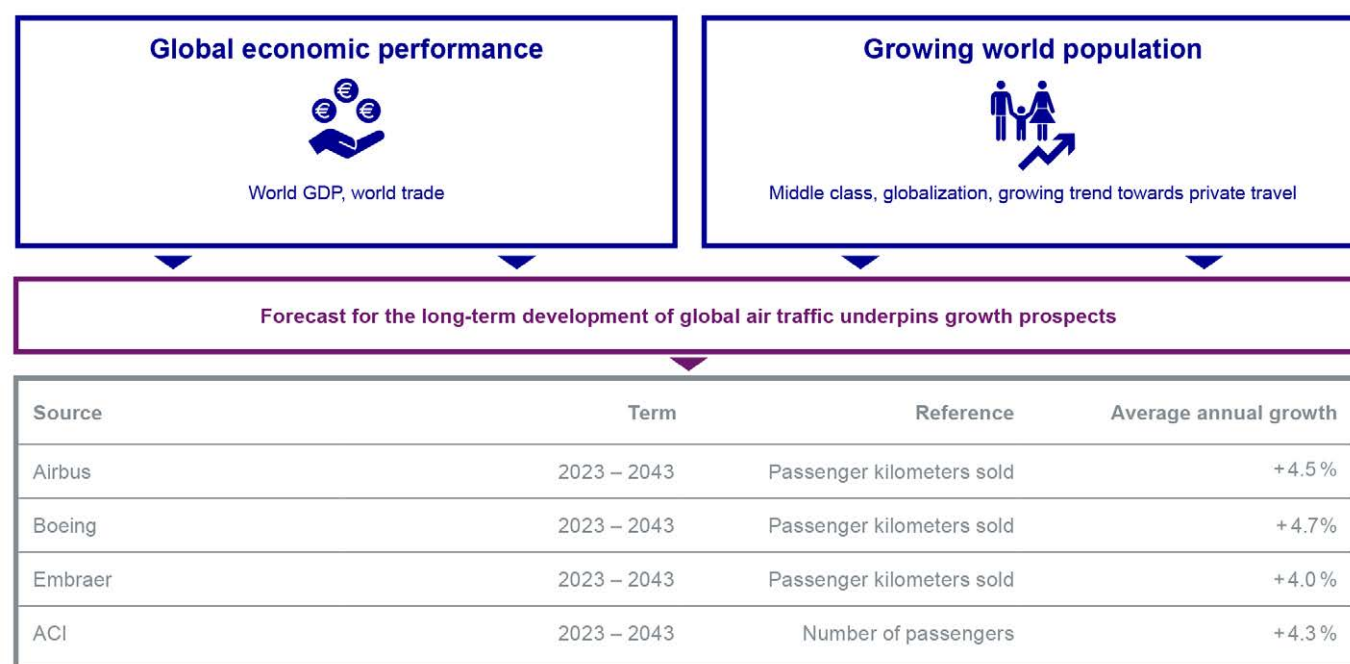 Global economic performance
€
€ €
World GDP, world trade
Growing world population
Middle class, globalization, growing trend towards private travel
Forecast for the long-term development of global air traffic underpins growth prospects
Source Term Reference Average annual growth
Airbus 2023 – 2043 Passenger kilometers sold +4.5 %
Boeing 2023 – 2043 Passenger kilometers sold +4.7%
Embraer 2023 – 2043 Passenger kilometers sold +4.0 %
ACI 2023 – 2043 Number of passengers +4.3%